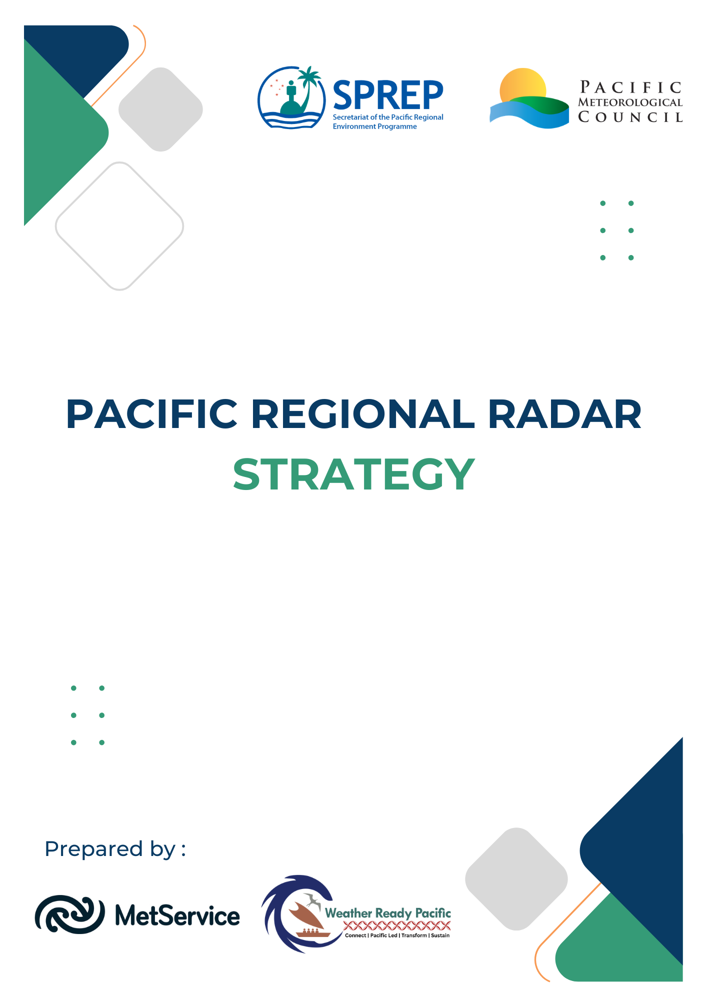 SPREP
Secretariat of the Pacific Regional
Environment Programme
PACIFIC
METEOROLOGICAL
COUNCIL
PACIFIC REGIONAL RADAR
STRATEGY
Prepared by :
MetService
Weather Ready Pacific
Connect | Pacific Led | Transform | Sustain